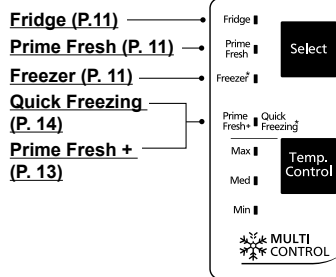 Fridge (P.11)
Prime Fresh (P. 11)
Freezer (P. 11)
Quick Freezing
(P. 14)
Prime Fresh +
(P. 13)
Fridge
Prime
Fresh
Freezer*
Prime
Fresh+
Quick
Freezing*
Max
Med
Min
Select
Temp.
Control
MULTI
CONTROL